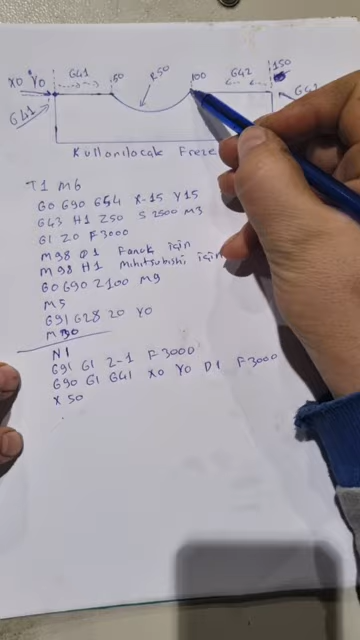 X0 Y0 G41 50 R50 100 G42 150
G41 G41
Kullanılacak Freze
T1 M6
G0 G90 G54 X-15 Y15
G43 H1 Z50 S2500 M3
G1 Z0 F3000
M98 Q1 Fanuk için
M98 H1 Mihitsubishi için
G0 G90 Z100 M9
M5
G91 G28 Z0 Y0
M30
N1
G91 G1 Z-1 F3000
G90 G1 G41 X0 Y0 D1 F3000
X50